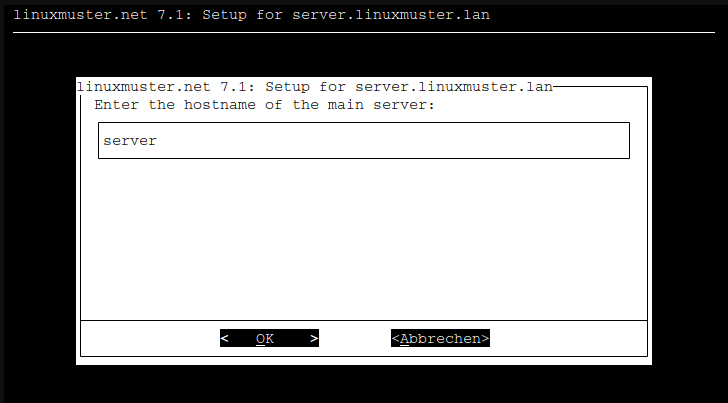 linuxmuster.net 7.1: Setup for server.linuxmuster.lan
linuxmuster.net 7.1: Setup for server.linuxmuster.lan
Enter the hostname of the main server:
server
< OK > <Abbrechen>